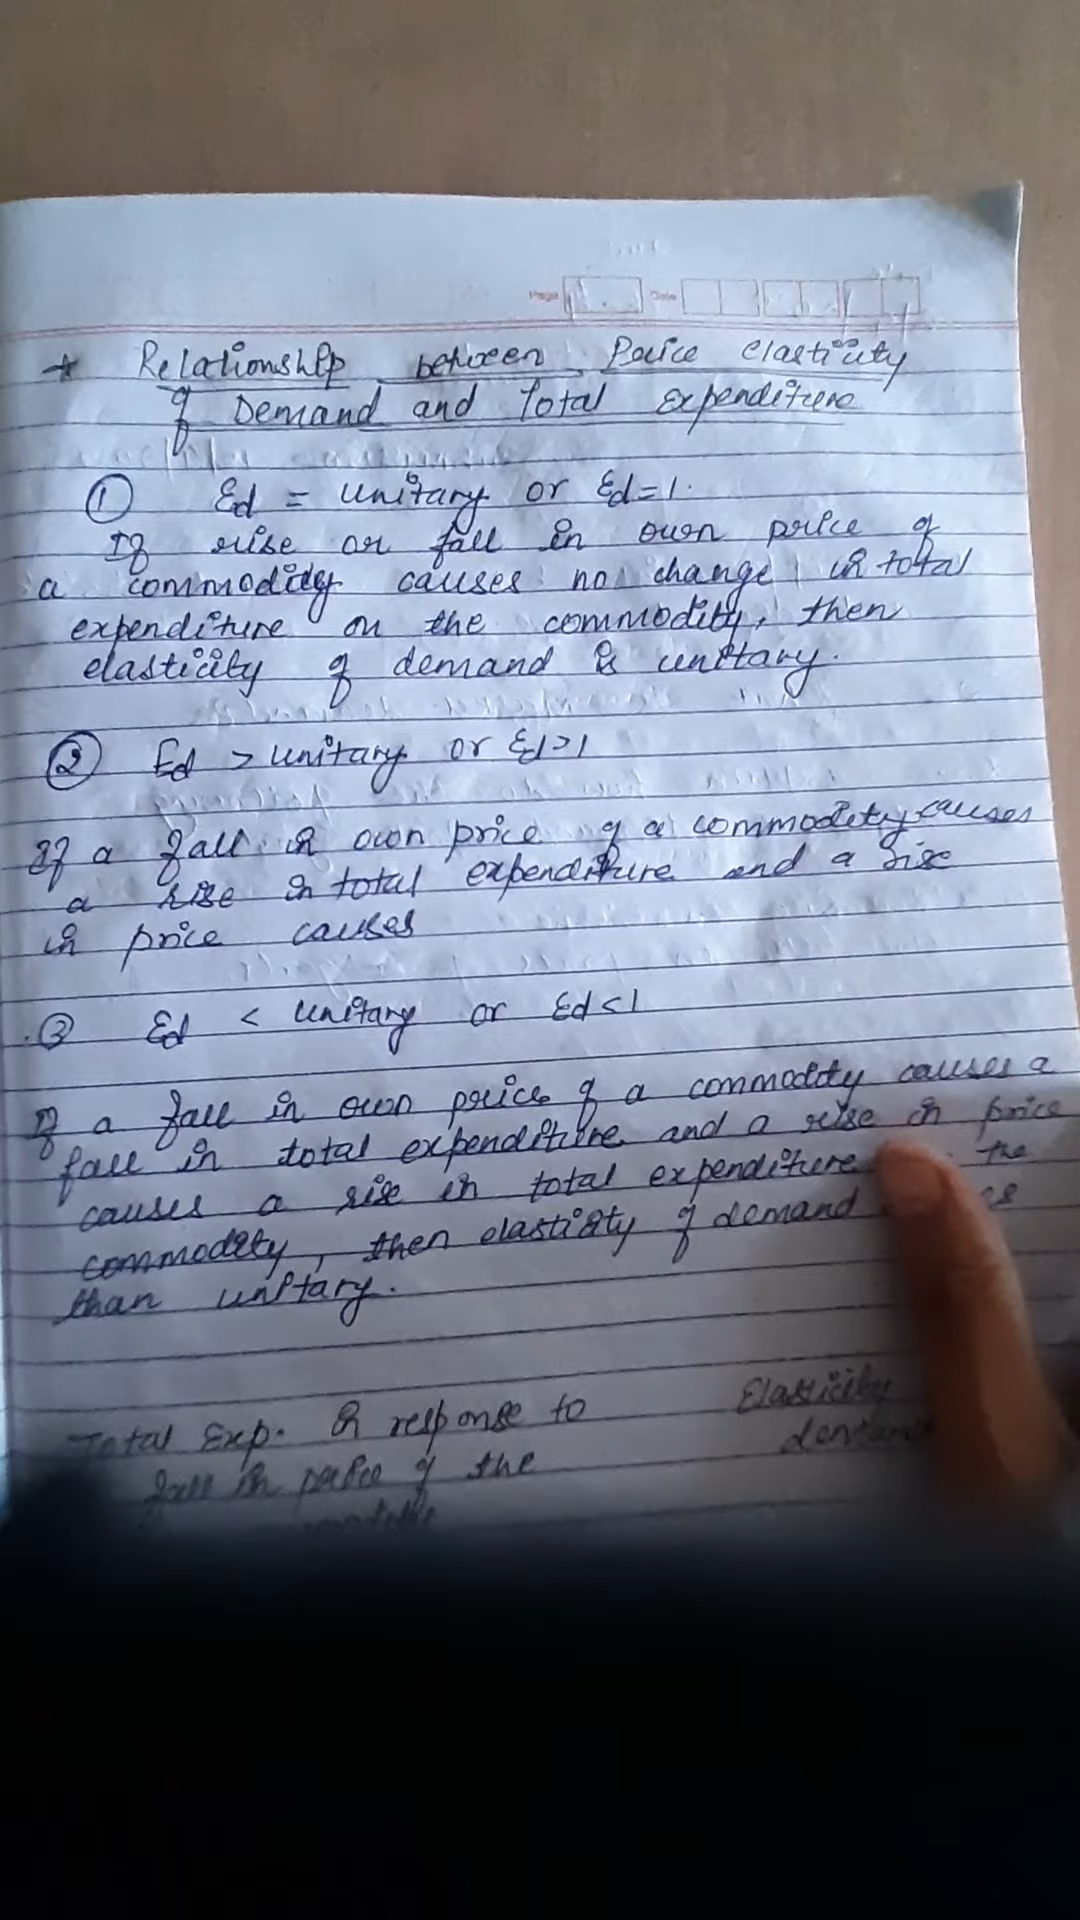 Page Date
* Relationship between Price elasticity
of Demand and Total Expenditure
① Ed = unitary or Ed=1.
If rise or fall in own price of
a commodity causes no change in total
expenditure on the commodity, then
elasticity of demand is unitary.
② Ed > unitary or Ed>1
If a fall in own price of a commodity causes
a rise in total expenditure and a rise
in price causes
③ Ed < unitary or Ed<1
If a fall in own price of a commodity causes a
fall in total expenditure and a rise in price
causes a rise in total expenditure the
commodity, then elasticity of demand
than unitary.
Total Exp. in response to Elasticity
fall in price of the